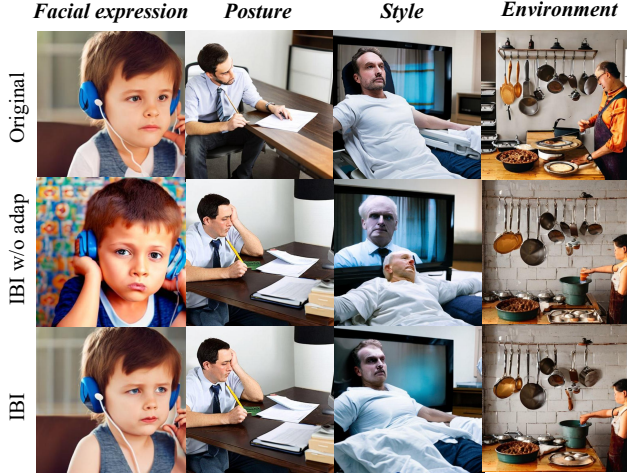 Facial expression Posture Style Environment
Original
IBI w/o adap
IBI